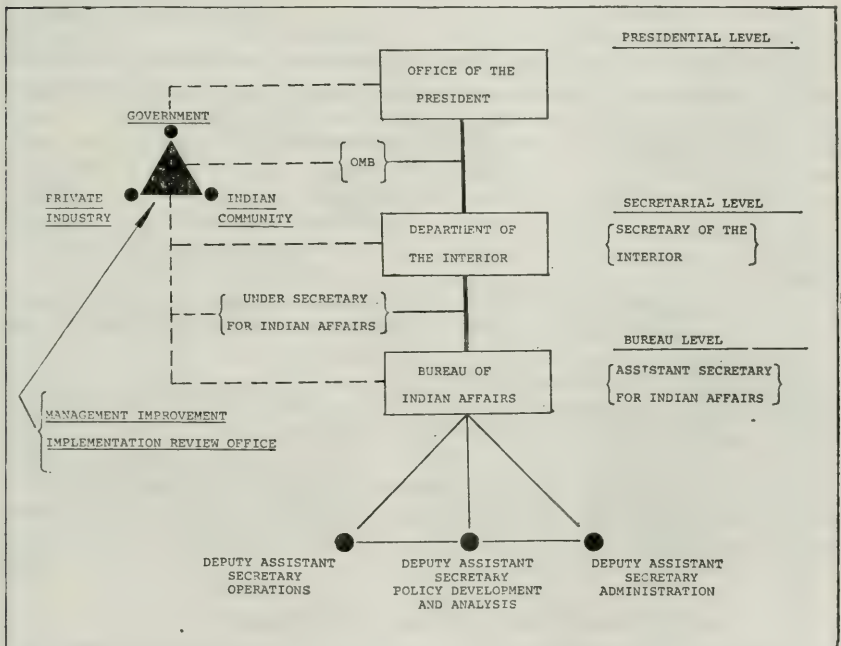 PRESIDENTIAL LEVEL
OFFICE OF THE
PRESIDENT
GOVERNMENT
OMB
PRIVATE
INDUSTRY
INDIAN
COMMUNITY
DEPARTMENT OF
THE INTERIOR
SECRETARIAL LEVEL
SECRETARY OF THE
INTERIOR
UNDER SECRETARY
FOR INDIAN AFFAIRS
BUREAU LEVEL
BUREAU OF
INDIAN AFFAIRS
ASSISTANT SECRETARY
FOR INDIAN AFFAIRS
MANAGEMENT IMPROVEMENT
IMPLEMENTATION REVIEW OFFICE
DEPUTY ASSISTANT
SECRETARY
OPERATIONS
DEPUTY ASSISTANT
SECRETARY
POLICY DEVELOPMENT
AND ANALYSIS
DEPUTY ASSISTANT
SECRETARY
ADMINISTRATION